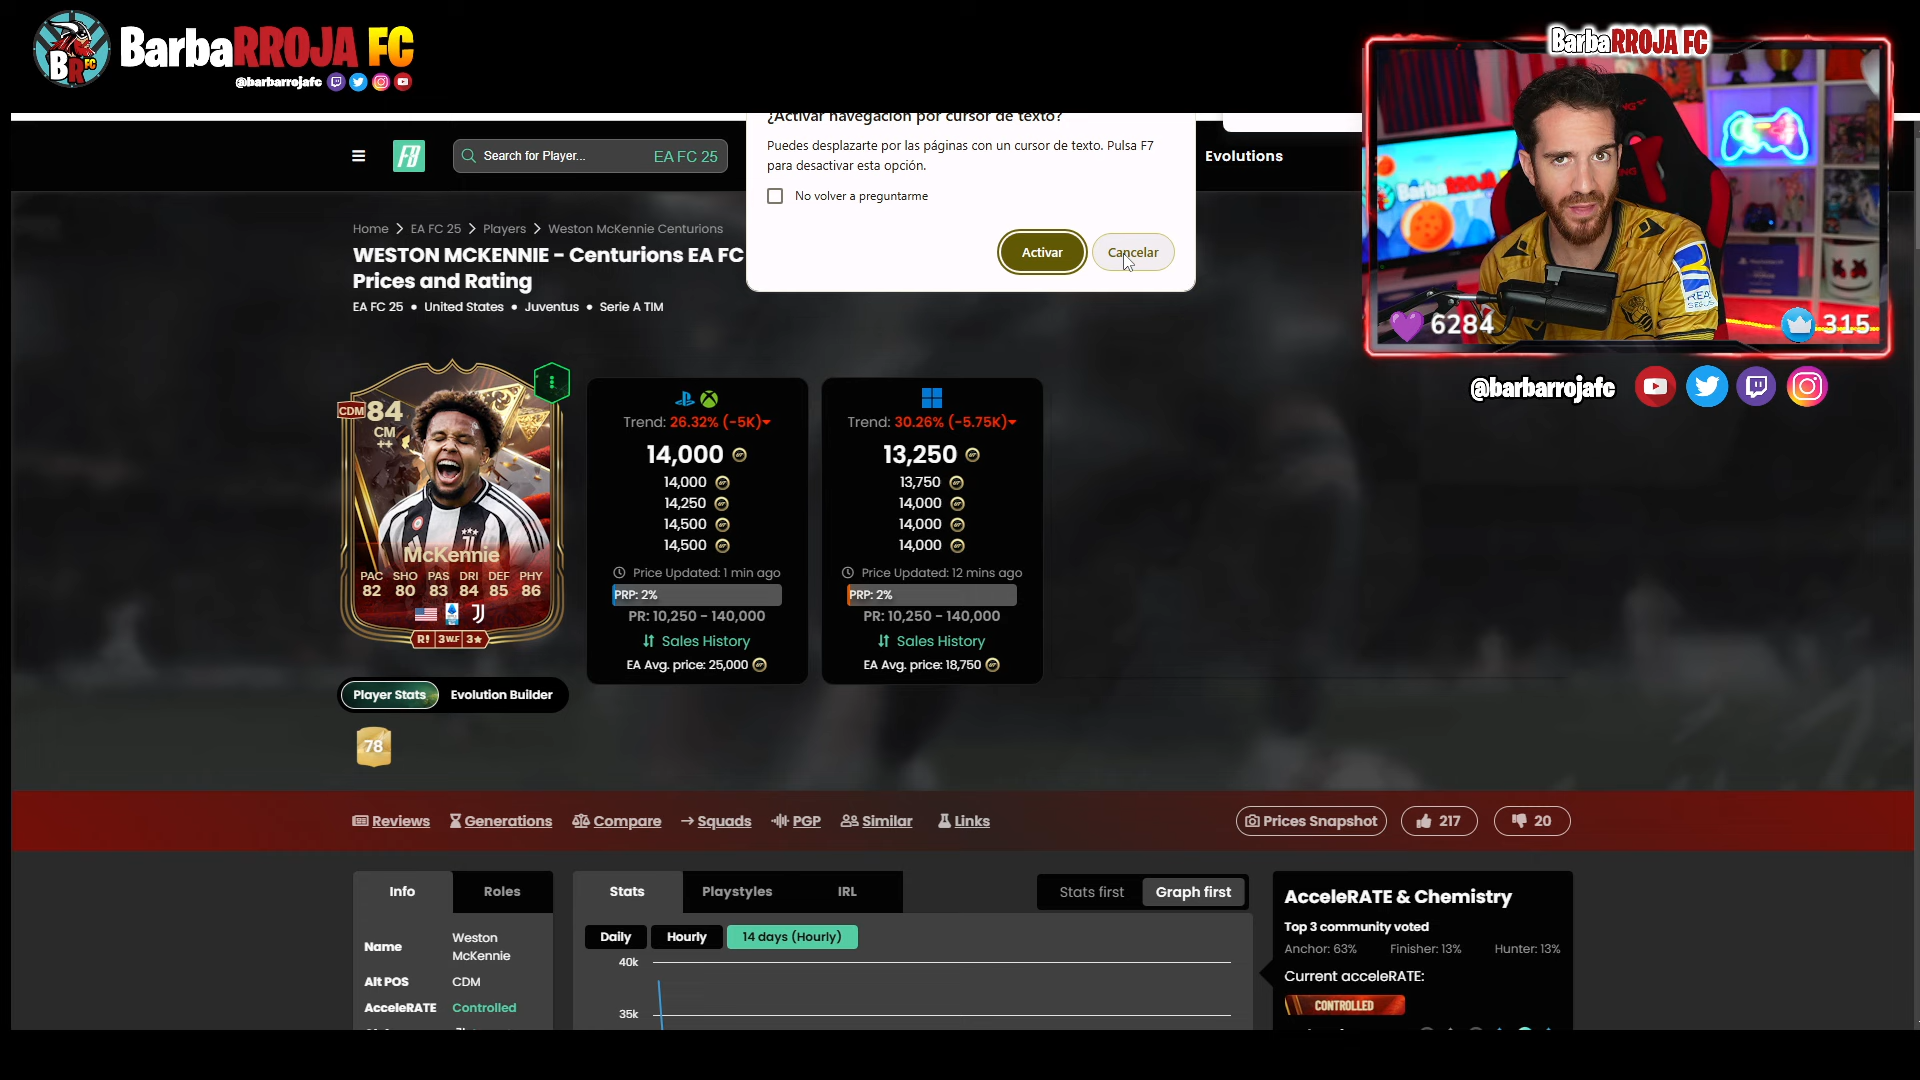 BarbaRROJA FC
@barbarrojafc
BarbaRROJA FC
6284
315
@barbarrojafc
¿Activar navegación por cursor de texto?
Puedes desplazarte por las páginas con un cursor de texto. Pulsa F7
para desactivar esta opción.
No volver a preguntarme
Activar
Cancelar
Search for Player...
EA FC 25
Evolutions
Home > EA FC 25 > Players > Weston McKennie Centurions
WESTON MCKENNIE - Centurions EA FC
Prices and Rating
EA FC 25 • United States • Juventus • Serie A TIM
CDM
84
CM
++
McKennie
PAC SHO PAS DRI DEF PHY
82 80 83 84 85 86
R! 3W.F 3★
Trend: 26.32% (-5K)
14,000
14,000
14,250
14,500
14,500
Price Updated: 1 min ago
PRP: 2%
PR: 10,250 - 140,000
Sales History
EA Avg. price: 25,000
Trend: 30.26% (-5.75K)
13,250
13,750
14,000
14,000
14,000
Price Updated: 12 mins ago
PRP: 2%
PR: 10,250 - 140,000
Sales History
EA Avg. price: 18,750
Player Stats
Evolution Builder
78
Reviews
Generations
Compare
Squads
PGP
Similar
Links
Prices Snapshot
217
20
Info
Roles
Name
Weston
McKennie
Alt POS
CDM
AcceleRATE
Controlled
Stats
Playstyles
IRL
Stats first
Graph first
Daily
Hourly
14 days (Hourly)
40k
35k
AcceleRATE & Chemistry
Top 3 community voted
Anchor: 63%
Finisher: 13%
Hunter: 13%
Current acceleRATE:
CONTROLLED